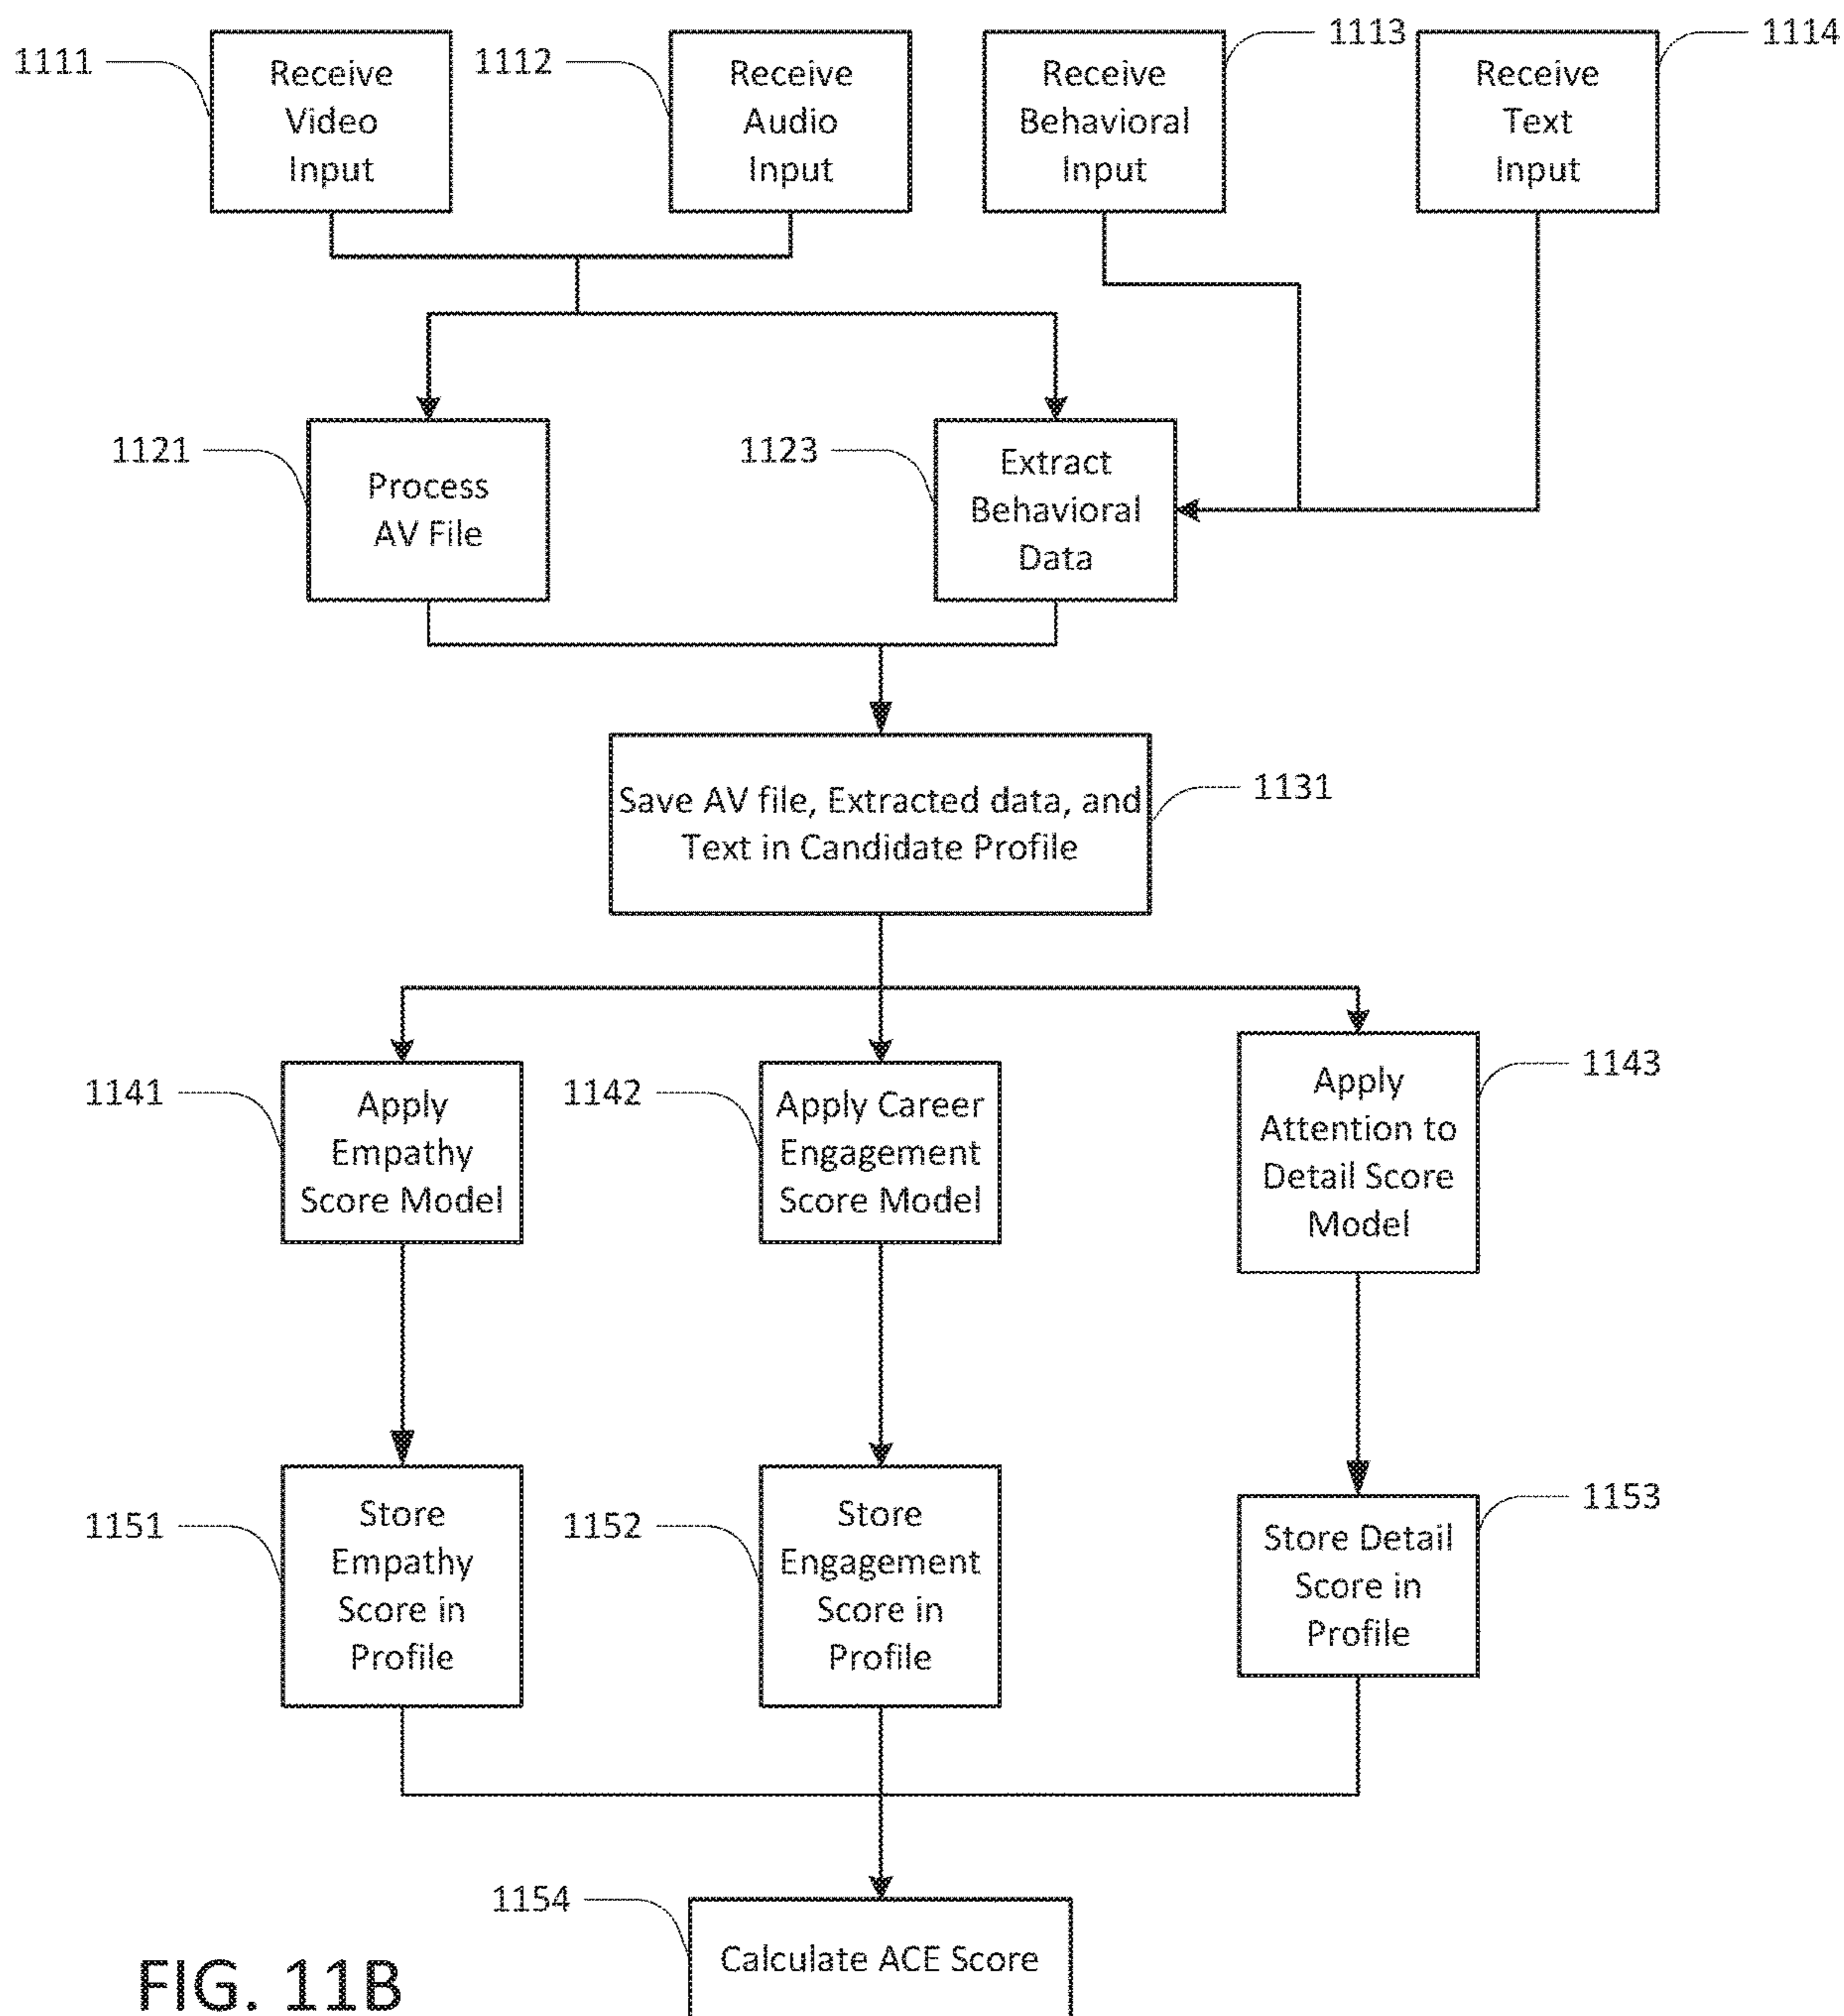 1111
Receive
Video
Input
1112
Receive
Audio
Input
1113
Receive
Behavioral
Input
1114
Receive
Text
Input
1121
Process
AV File
1123
Extract
Behavioral
Data
Save AV file, Extracted data, and
Text in Candidate Profile
1131
1141
Apply
Empathy
Score Model
1142
Apply Career
Engagement
Score Model
1143
Apply
Attention to
Detail Score
Model
1151
Store
Empathy
Score in
Profile
1152
Store
Engagement
Score in
Profile
1153
Store Detail
Score in
Profile
1154
Calculate ACE Score
FIG. 11B